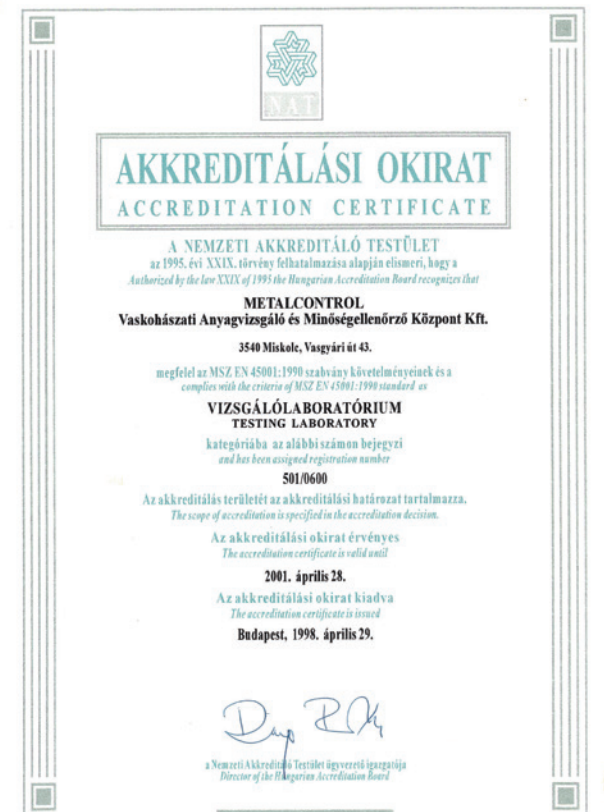 NAT
AKKREDITÁLÁSI OKIRAT
ACCREDITATION CERTIFICATE
A NEMZETI AKKREDITÁLÓ TESTÜLET
az 1995. évi XXIX. törvény felhatalmazása alapján elismeri, hogy a
Authorized by the law XXIX of 1995 the Hungarian Accreditation Board recognizes that
METALCONTROL
Vaskohászati Anyagvizsgáló és Minőségellenőrző Központ Kft.
3540 Miskolc, Vasgyári út 43.
megfelel az MSZ EN 45001:1990 szabvány követelményeinek és a
complies with the criteria of MSZ EN 45001:1990 standard as
VIZSGÁLÓLABORATÓRIUM
TESTING LABORATORY
kategóriába az alábbi számon bejegyzi
and has been assigned registration number
501/0600
Az akkreditálás területét az akkreditálási határozat tartalmazza.
The scope of accreditation is specified in the accreditation decision.
Az akkreditálási okirat érvényes
The accreditation certificate is valid until
2001. április 28.
Az akkreditálási okirat kiadva
The accreditation certificate is issued
Budapest, 1998. április 29.
a Nemzeti Akkreditáló Testület ügyvezető igazgatója
Director of the Hungarian Accreditation Board